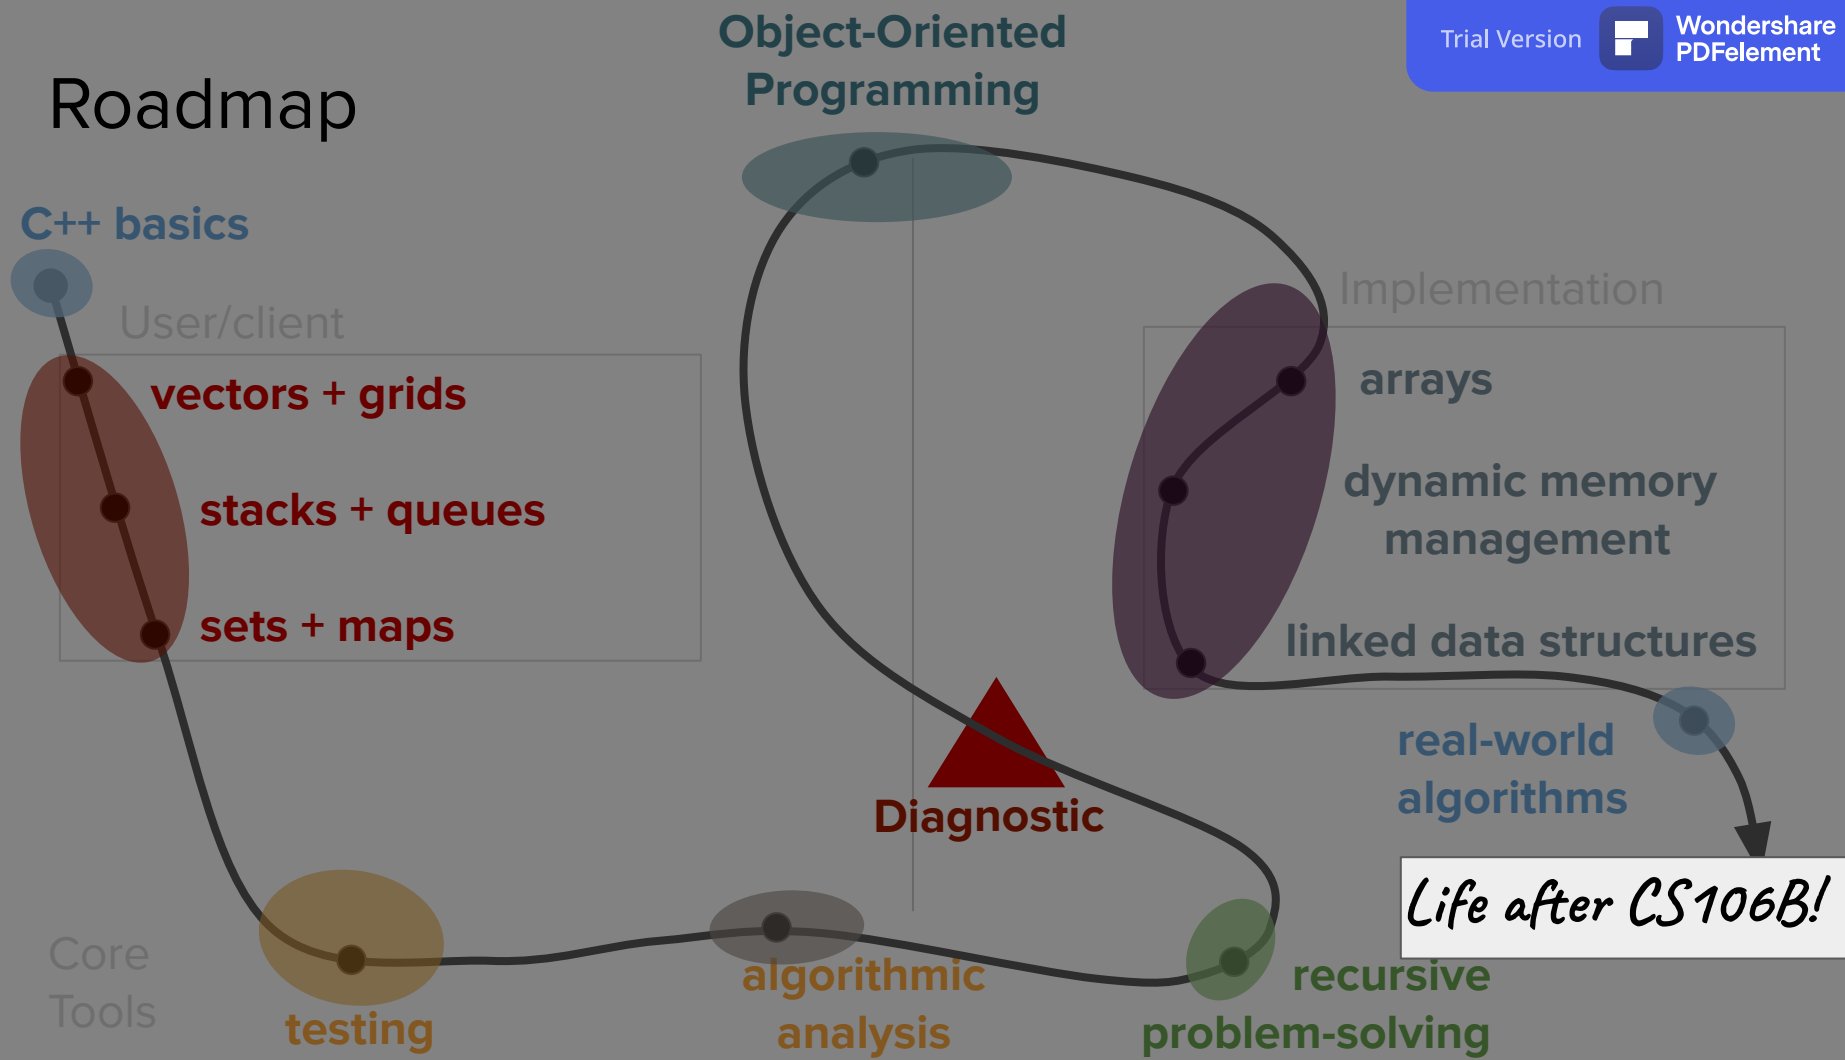 Object-Oriented
Programming
Trial Version
Wondershare
PDFelement
Roadmap
C++ basics
User/client
Implementation
vectors + grids
arrays
stacks + queues
dynamic memory
management
sets + maps
linked data structures
real-world
algorithms
Diagnostic
Life after CS106B!
Core
Tools
testing
algorithmic
analysis
recursive
problem-solving